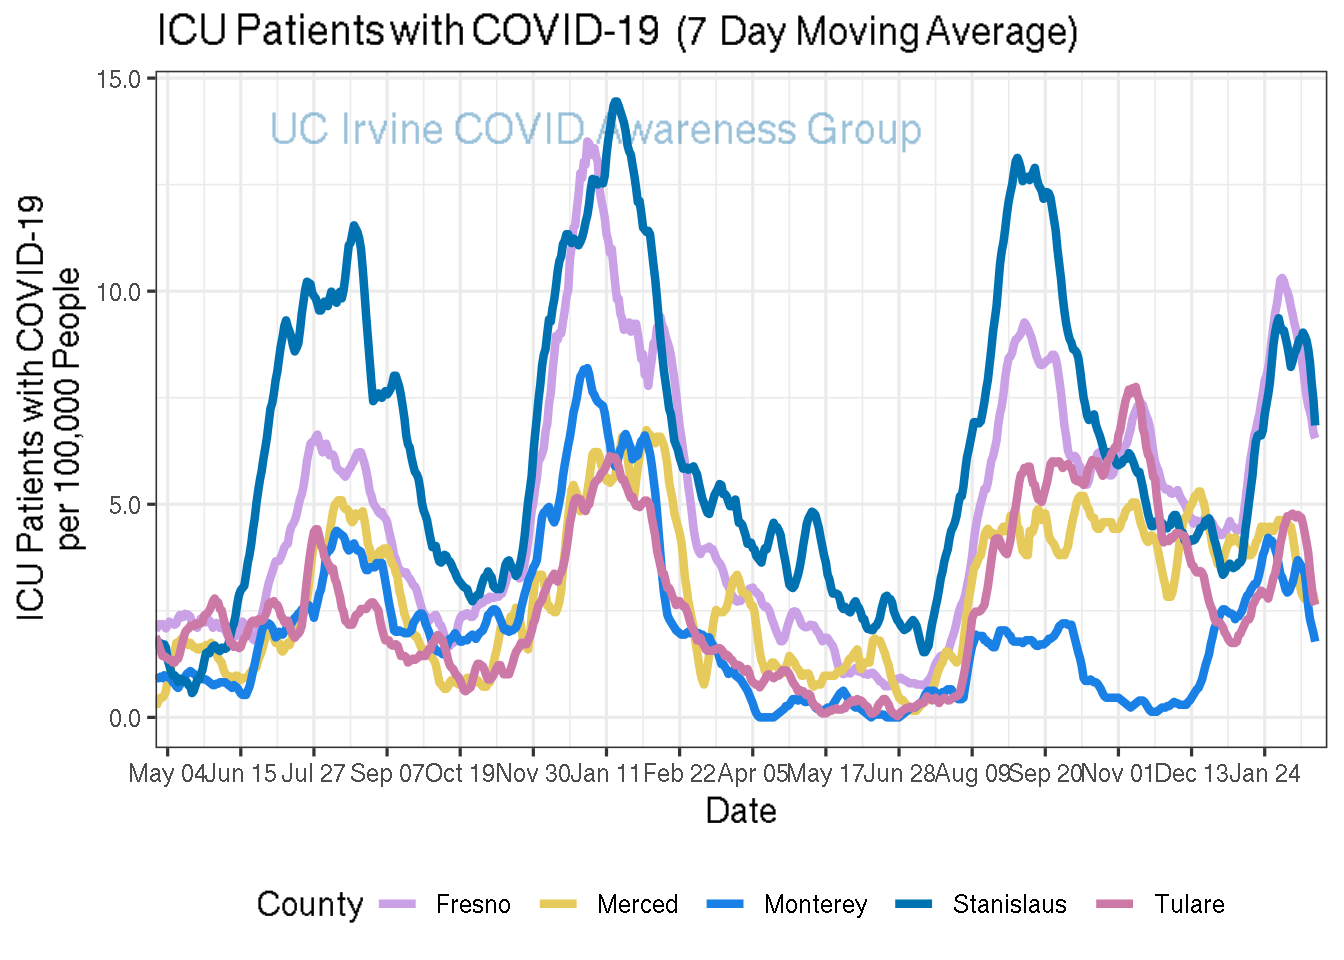 ICU Patients with COVID-19 (7 Day Moving Average)
UC Irvine COVID Awareness Group
ICU Patients with COVID-19
per 100,000 People
15.0
10.0
5.0
0.0
May 04 Jun 15 Jul 27 Sep 07 Oct 19 Nov 30 Jan 11 Feb 22 Apr 05 May 17 Jun 28 Aug 09 Sep 20 Nov 01 Dec 13 Jan 24
Date
County Fresno Merced Monterey Stanislaus Tulare